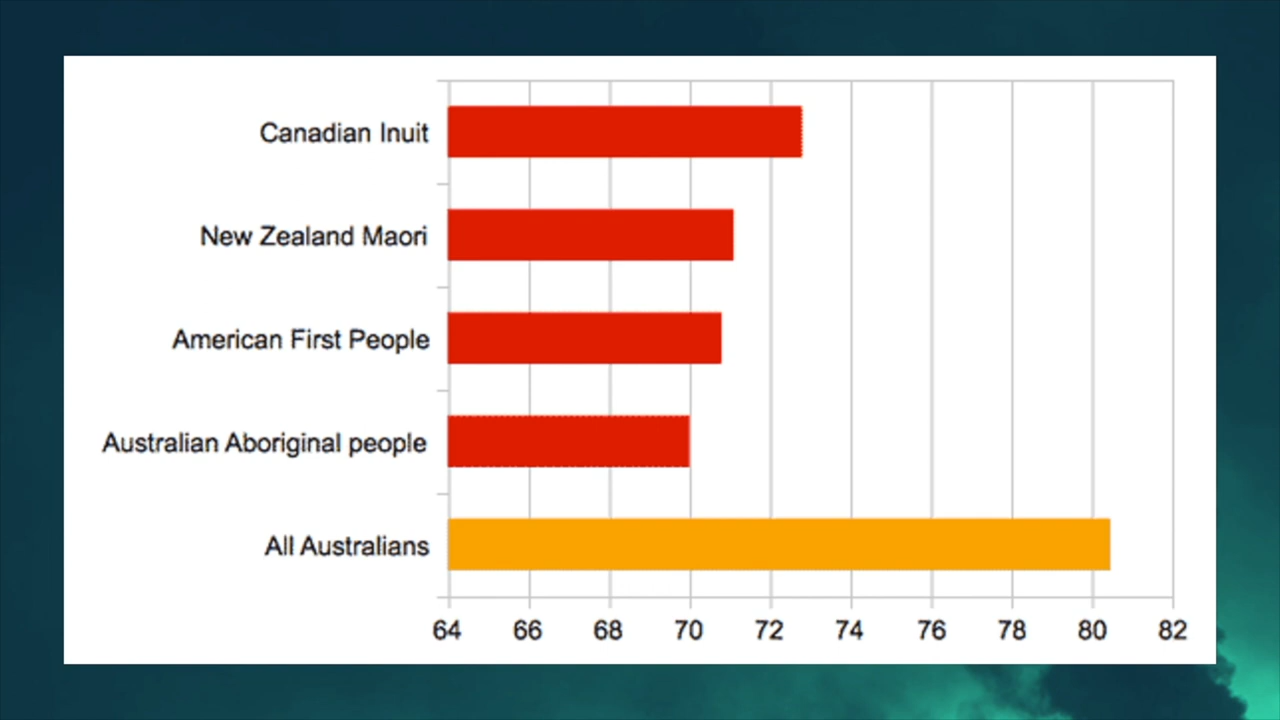 Canadian Inuit
New Zealand Maori
American First People
Australian Aboriginal people
All Australians
64 66 68 70 72 74 76 78 80 82